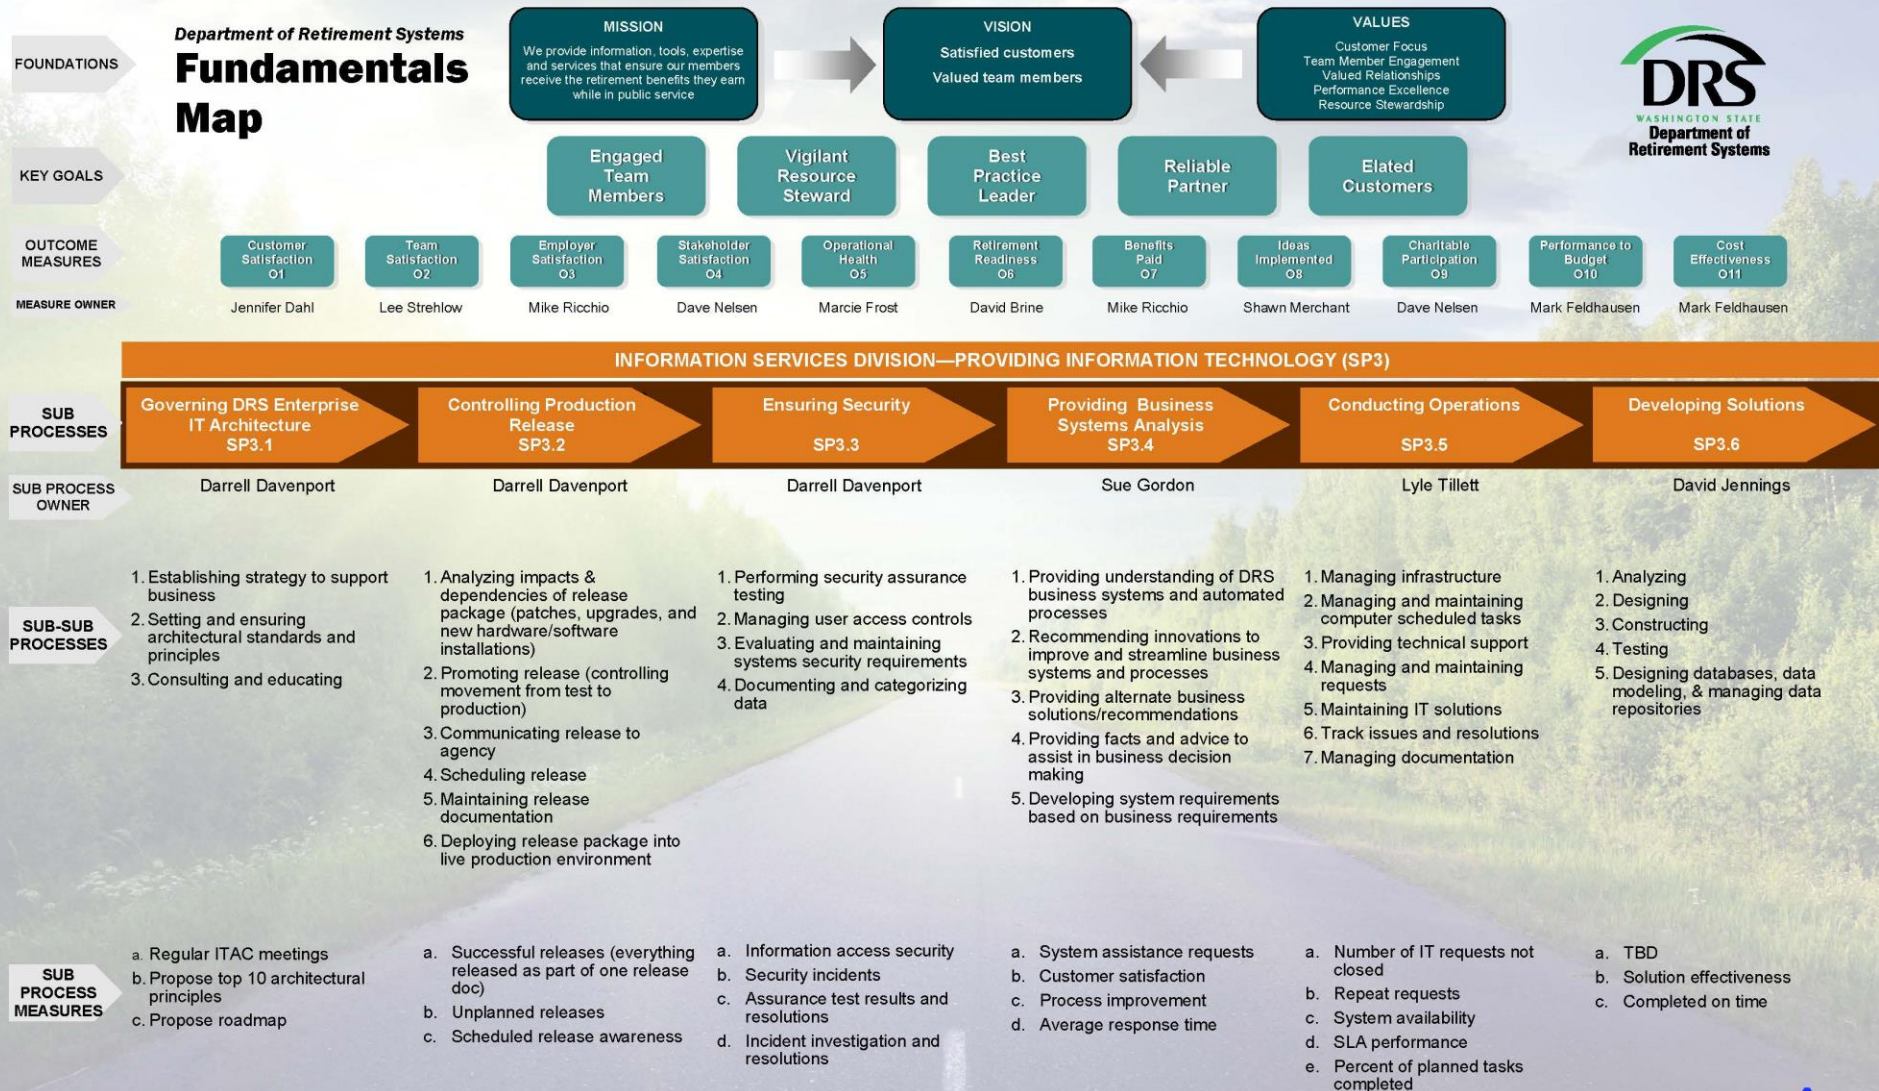 FOUNDATIONS
Department of Retirement Systems
Fundamentals
Map
MISSION
We provide information, tools, expertise
and services that ensure our members
receive the retirement benefits they earn
while in public service
VISION
Satisfied customers
Valued team members
VALUES
Customer Focus
Team Member Engagement
Valued Relationships
Performance Excellence
Resource Stewardship
DRS
WASHINGTON STATE
Department of
Retirement Systems
KEY GOALS
Engaged
Team
Members
Vigilant
Resource
Steward
Best
Practice
Leader
Reliable
Partner
Elated
Customers
OUTCOME
MEASURES
Customer
Satisfaction
O1
Team
Satisfaction
O2
Employer
Satisfaction
O3
Stakeholder
Satisfaction
O4
Operational
Health
O5
Retirement
Readiness
O6
Benefits
Paid
O7
Ideas
Implemented
O8
Charitable
Participation
O9
Performance to
Budget
O10
Cost
Effectiveness
O11
MEASURE OWNER
Jennifer Dahl
Lee Strehlow
Mike Ricchio
Dave Nelsen
Marcie Frost
David Brine
Mike Ricchio
Shawn Merchant
Dave Nelsen
Mark Feldhausen
Mark Feldhausen
INFORMATION SERVICES DIVISION—PROVIDING INFORMATION TECHNOLOGY (SP3)
SUB
PROCESSES
Governing DRS Enterprise
IT Architecture
SP3.1
Controlling Production
Release
SP3.2
Ensuring Security
SP3.3
Providing Business
Systems Analysis
SP3.4
Conducting Operations
SP3.5
Developing Solutions
SP3.6
SUB PROCESS
OWNER
Darrell Davenport
Darrell Davenport
Darrell Davenport
Sue Gordon
Lyle Tillett
David Jennings
SUB-SUB
PROCESSES
1. Establishing strategy to support
business
2. Setting and ensuring
architectural standards and
principles
3. Consulting and educating
1. Analyzing impacts &
dependencies of release
package (patches, upgrades, and
new hardware/software
installations)
2. Promoting release (controlling
movement from test to
production)
3. Communicating release to
agency
4. Scheduling release
5. Maintaining release
documentation
6. Deploying release package into
live production environment
1. Performing security assurance
testing
2. Managing user access controls
3. Evaluating and maintaining
systems security requirements
4. Documenting and categorizing
data
1. Providing understanding of DRS
business systems and automated
processes
2. Recommending innovations to
improve and streamline business
systems and processes
3. Providing alternate business
solutions/recommendations
4. Providing facts and advice to
assist in business decision
making
5. Developing system requirements
based on business requirements
1. Managing infrastructure
2. Managing and maintaining
computer scheduled tasks
3. Providing technical support
4. Managing and maintaining
requests
5. Maintaining IT solutions
6. Track issues and resolutions
7. Managing documentation
1. Analyzing
2. Designing
3. Constructing
4. Testing
5. Designing databases, data
modeling, & managing data
repositories
SUB
PROCESS
MEASURES
a. Regular ITAC meetings
b. Propose top 10 architectural
principles
c. Propose roadmap
a. Successful releases (everything
released as part of one release
doc)
b. Unplanned releases
c. Scheduled release awareness
a. Information access security
b. Security incidents
c. Assurance test results and
resolutions
d. Incident investigation and
resolutions
a. System assistance requests
b. Customer satisfaction
c. Process improvement
d. Average response time
a. Number of IT requests not
closed
b. Repeat requests
c. System availability
d. SLA performance
e. Percent of planned tasks
completed
a. TBD
b. Solution effectiveness
c. Completed on time